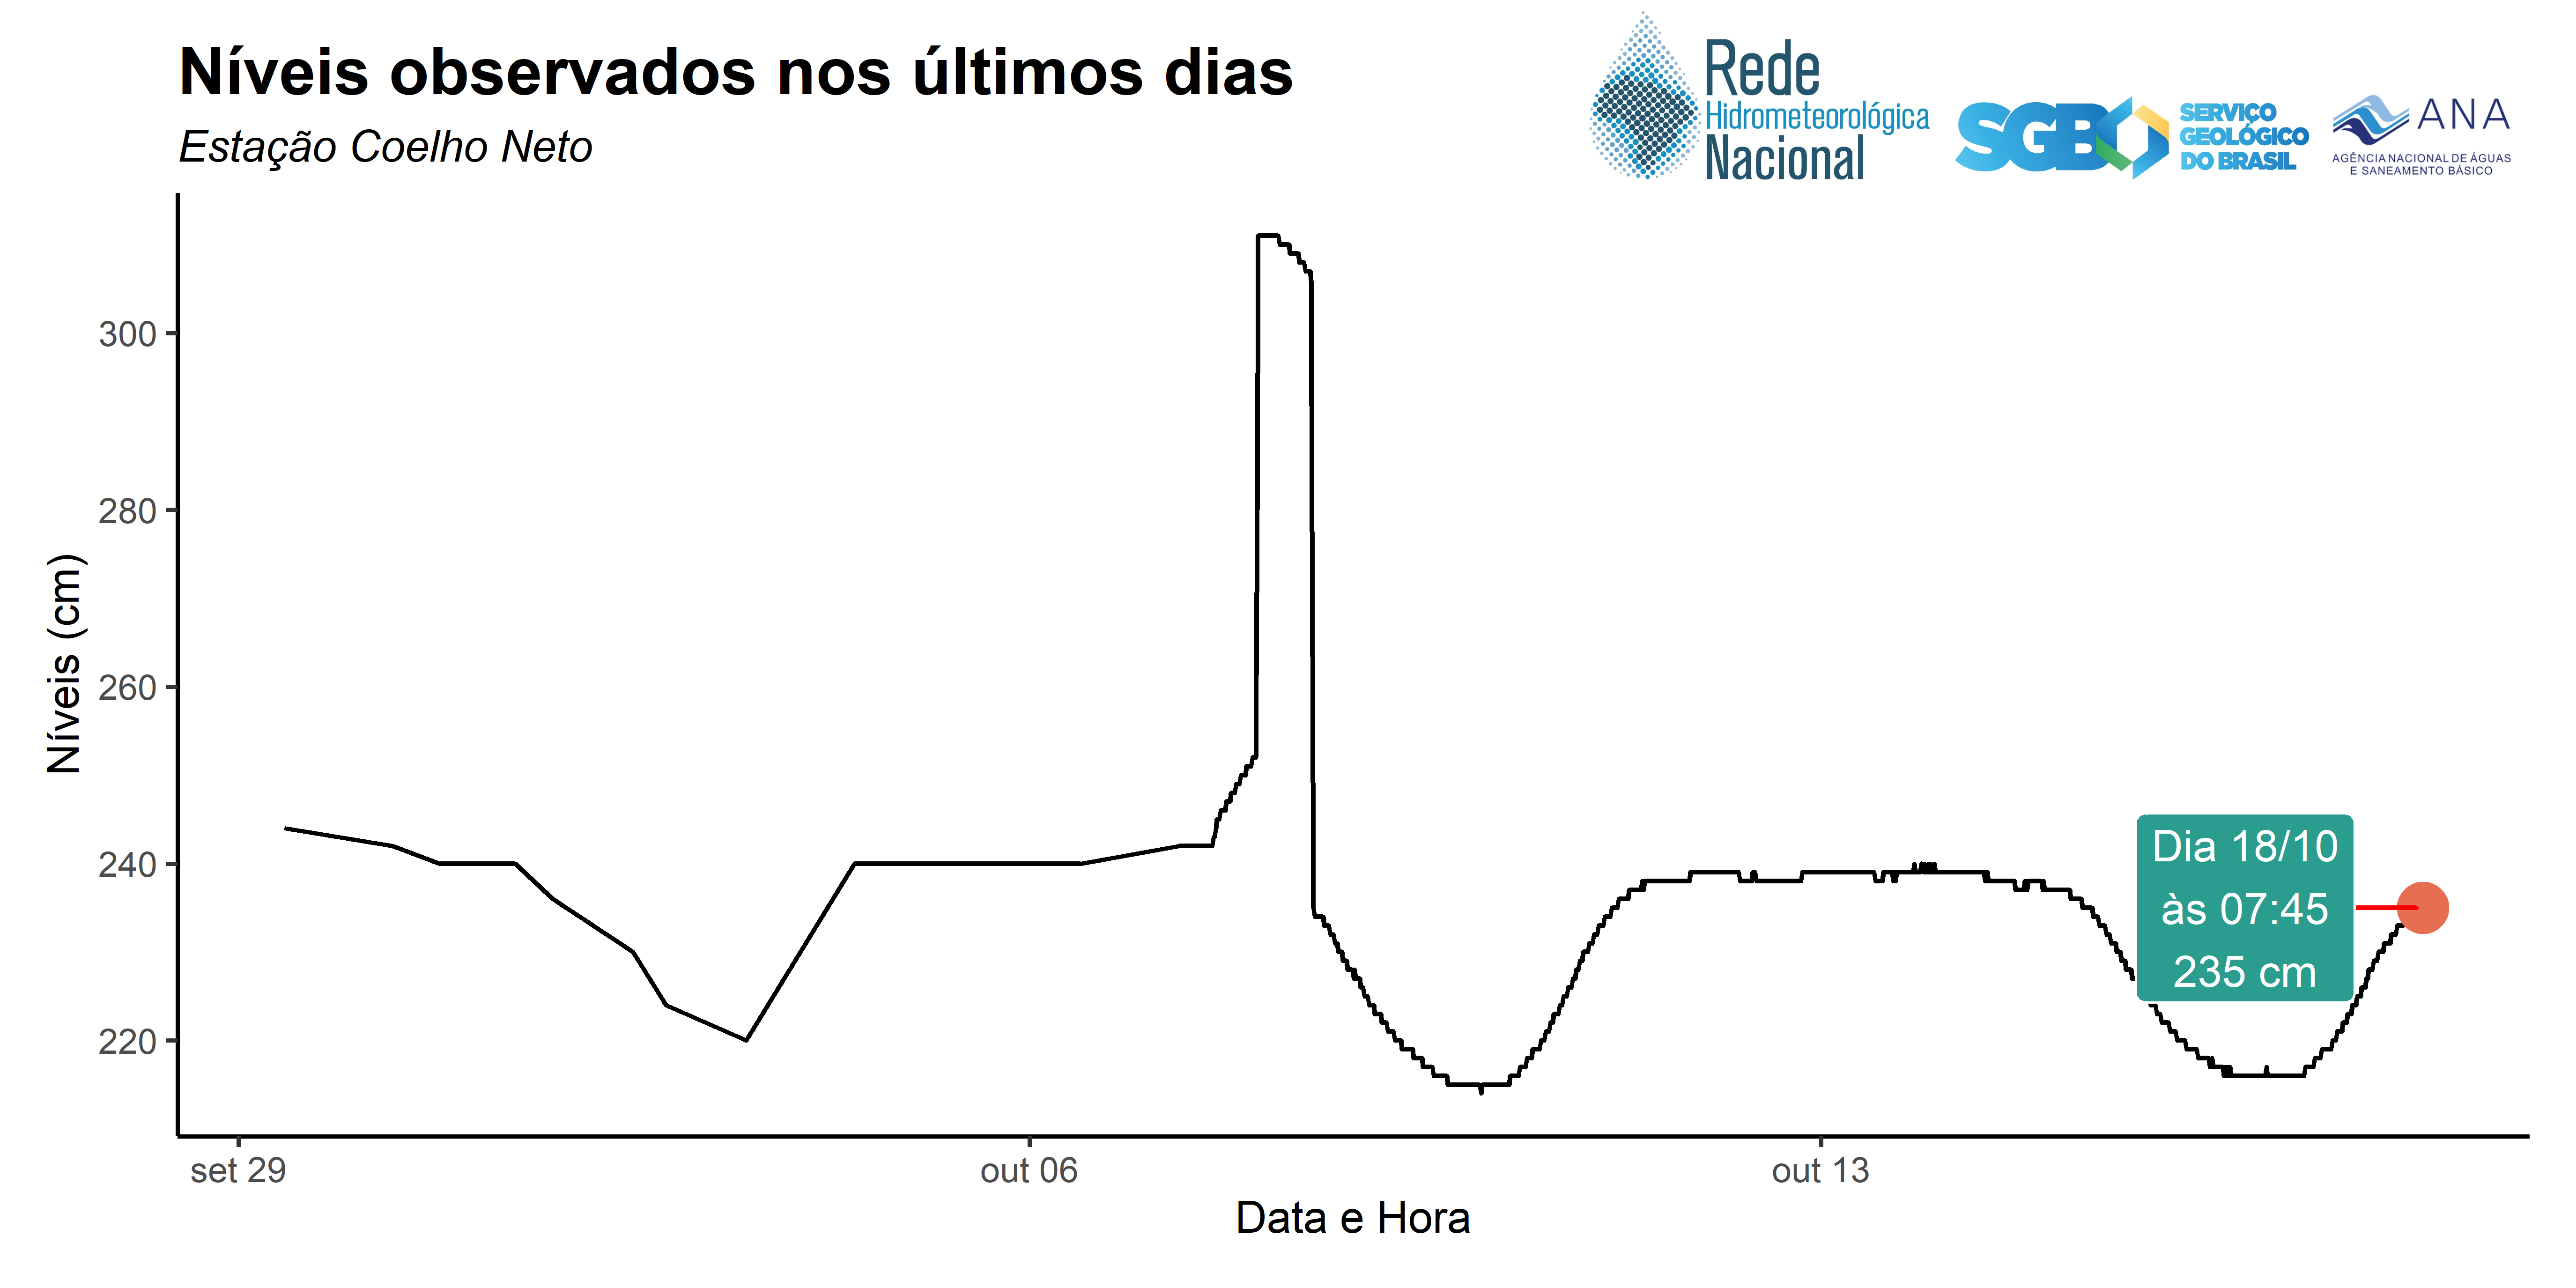 Níveis observados nos últimos dias
Estação Coelho Neto
Rede
Hidrometeorológica
Nacional
SGB
SERVIÇO
GEOLÓGICO
DO BRASIL
ANA
AGÊNCIA NACIONAL DE ÁGUAS
E SANEAMENTO BÁSICO
Níveis (cm)
300
280
260
240
220
Dia 18/10
às 07:45
235 cm
set 29
out 06
out 13
Data e Hora